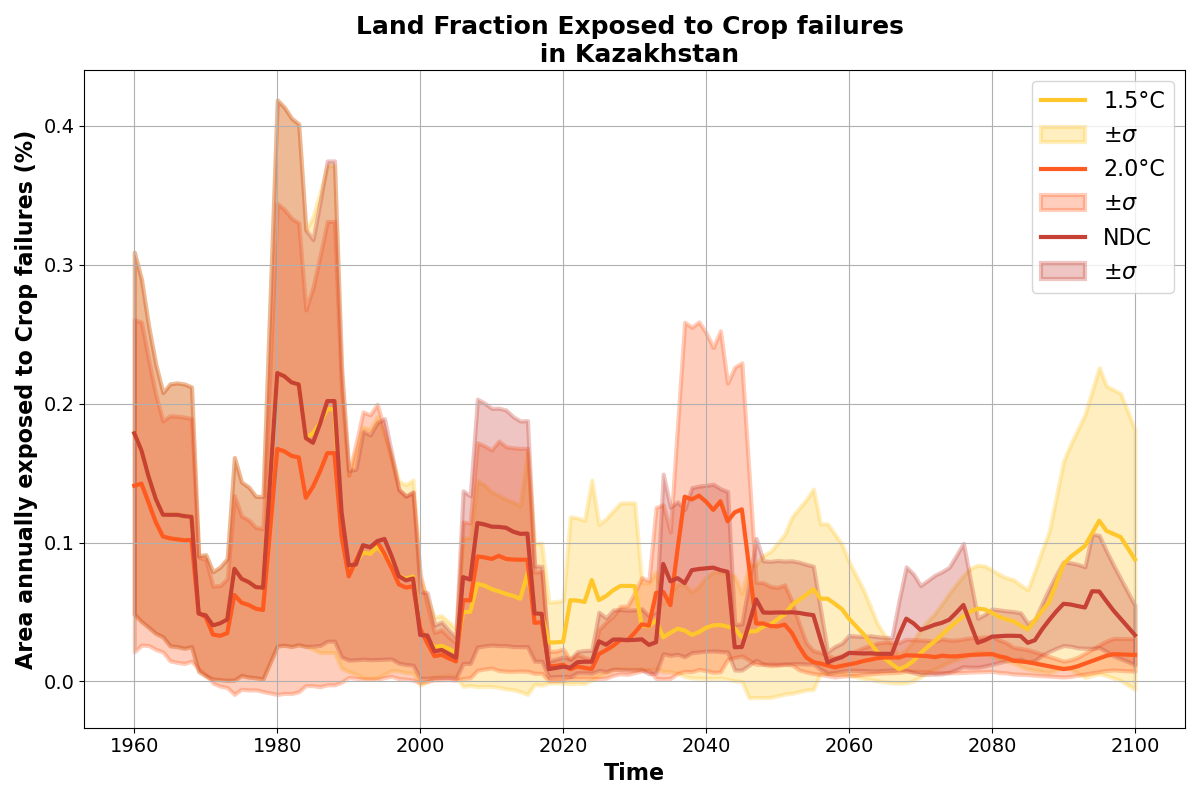 Land Fraction Exposed to Crop failures
in Kazakhstan
Area annually exposed to Crop failures (%)
0.4
0.3
0.2
0.1
0.0
1.5°C
±σ
2.0°C
±σ
NDC
±σ
1960 1980 2000 2020 2040 2060 2080 2100
Time